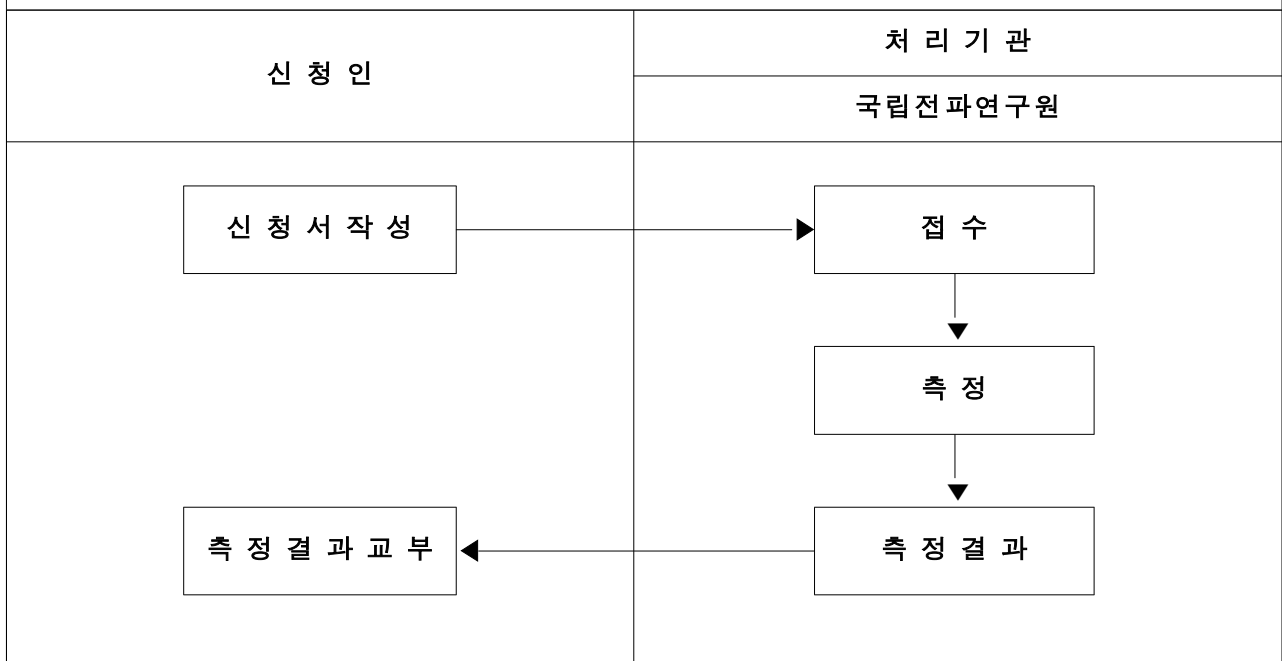 신 청 인
처 리 기 관
국립전파연구원
신 청 서 작 성
접 수
측 정
측 정 결 과 교 부
측 정 결 과